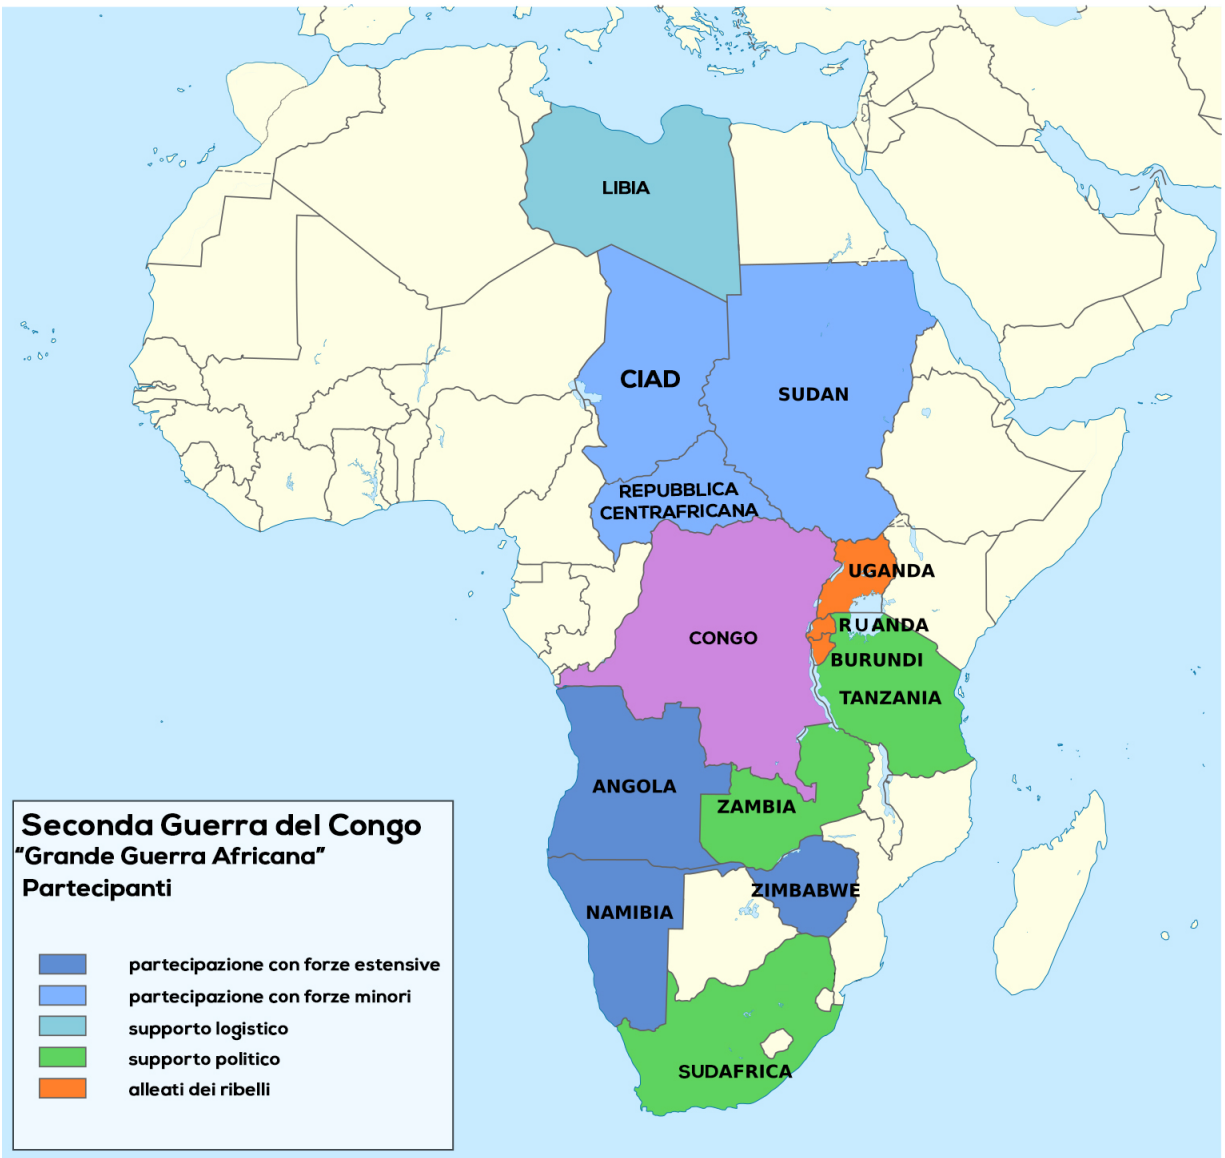 LIBIA
CIAD
SUDAN
REPUBBLICA
CENTRAFRICANA
UGANDA
RUANDA
CONGO
BURUNDI
TANZANIA
ANGOLA
ZAMBIA
ZIMBABWE
NAMIBIA
SUDAFRICA
Seconda Guerra del Congo
“Grande Guerra Africana”
Partecipanti
partecipazione con forze estensive
partecipazione con forze minori
supporto logistico
supporto politico
alleati dei ribelli